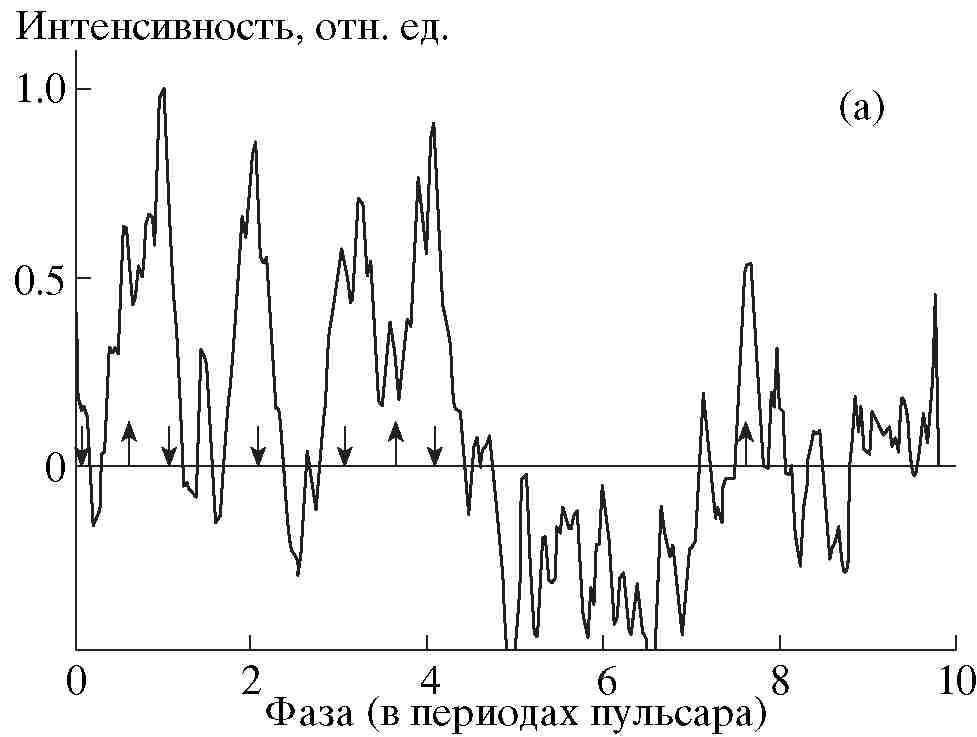 Интенсивность, отн. ед.
(а)
1.0
0.5
0
0 2 4 6 8 10
Фаза (в периодах пульсара)